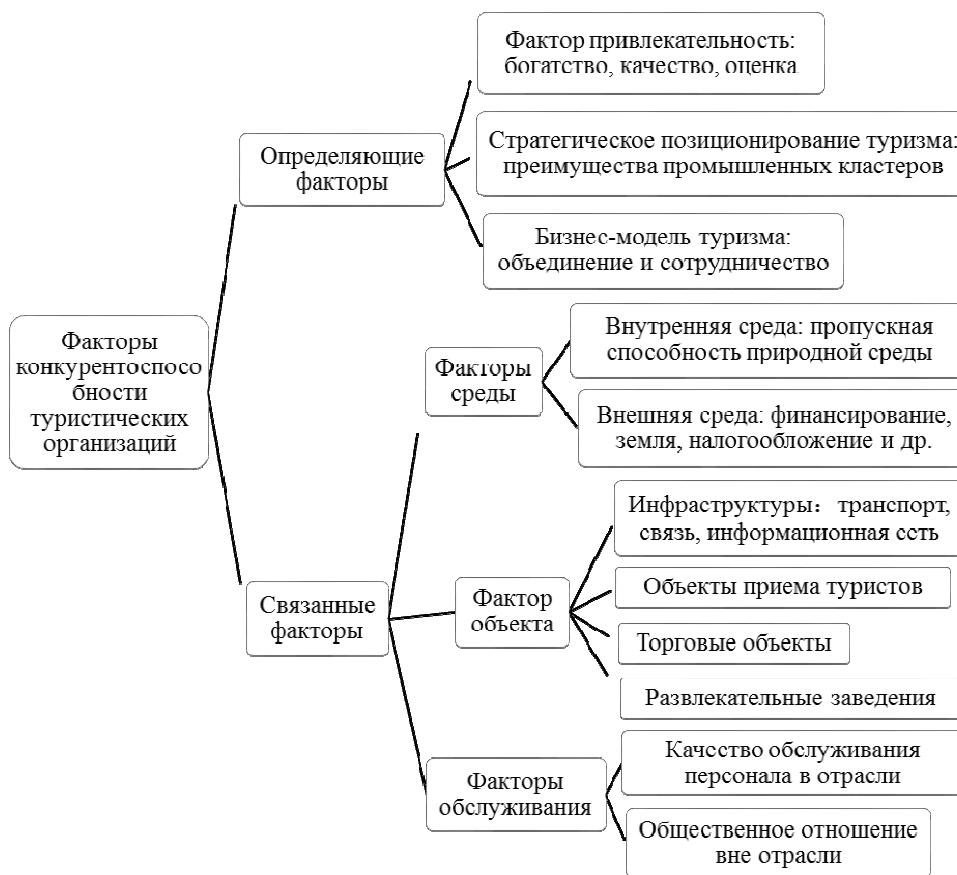 Фактор привлекательность:
богатство, качество, оценка
Определяющие
факторы
Стратегическое позиционирование туризма:
преимущества промышленных кластеров
Бизнес-модель туризма:
объединение и сотрудничество
Факторы
конкурентоспосо
бности
туристических
организаций
Факторы
среды
Внутренняя среда: пропускная
способность природной среды
Внешняя среда: финансирование,
земля, налогообложение и др.
Связанные
факторы
Фактор
объекта
Инфраструктуры: транспорт,
связь, информационная сеть
Объекты приема туристов
Торговые объекты
Развлекательные заведения
Факторы
обслуживания
Качество обслуживания
персонала в отрасли
Общественное отношение
вне отрасли